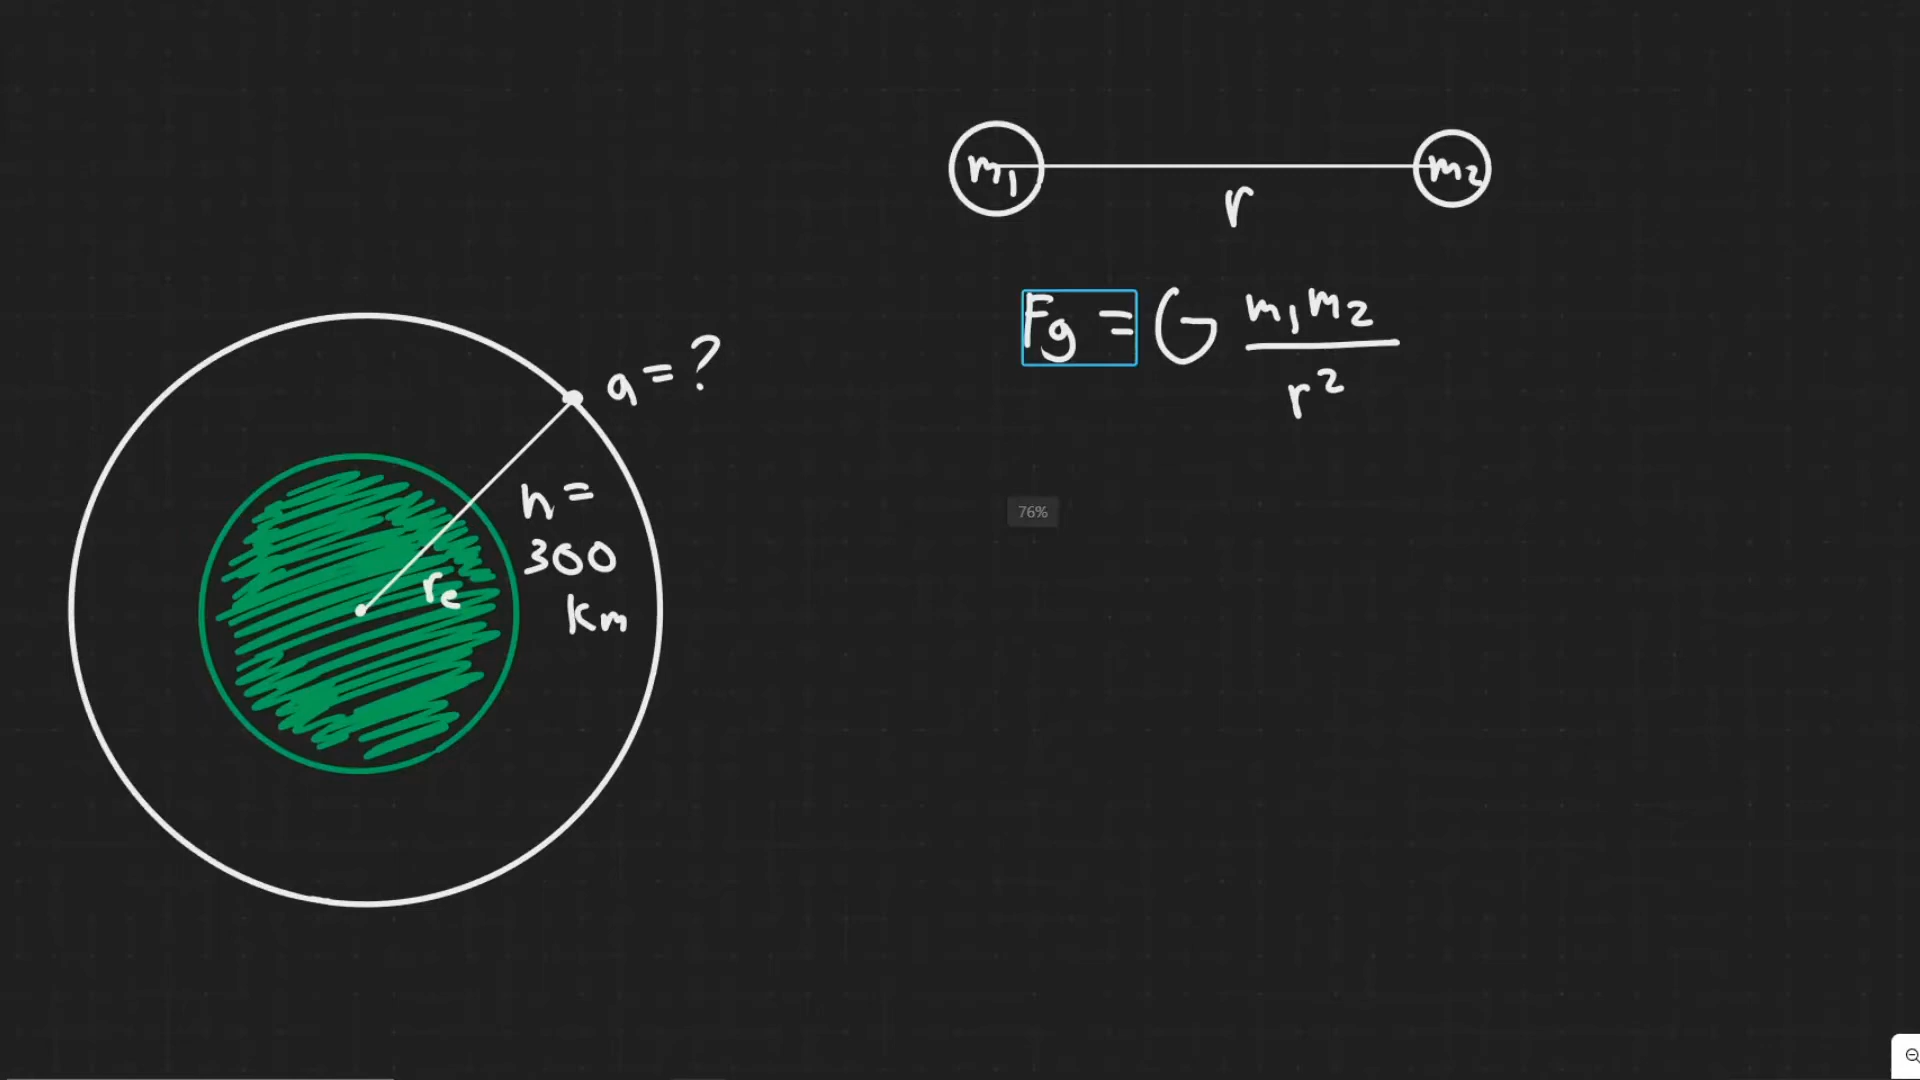 m₁ m₂
r
Fg = G m₁m₂
r²
a = ?
h =
300
km
re
76%